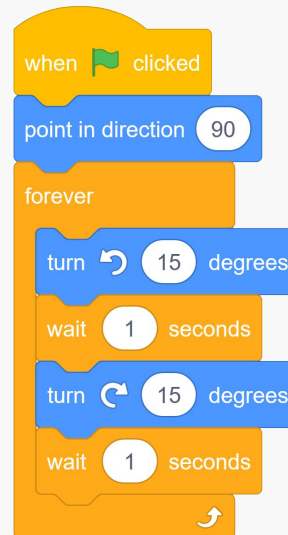 when clicked
point in direction 90
forever
turn 15 degrees
wait 1 seconds
turn 15 degrees
wait 1 seconds